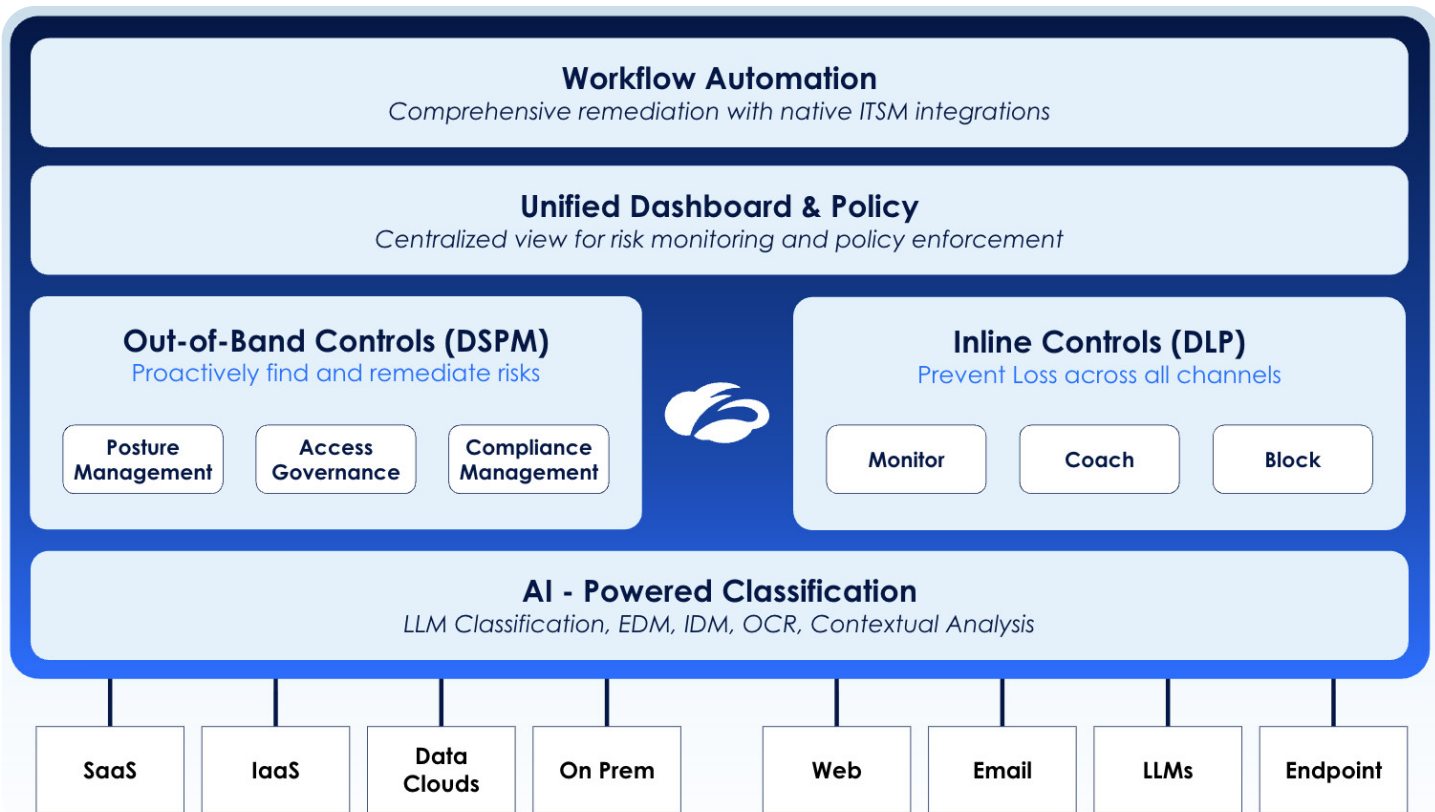 Workflow Automation
Comprehensive remediation with native ITSM integrations
Unified Dashboard & Policy
Centralized view for risk monitoring and policy enforcement
Out-of-Band Controls (DSPM)
Proactively find and remediate risks
Posture
Management
Access
Governance
Compliance
Management
Inline Controls (DLP)
Prevent Loss across all channels
Monitor
Coach
Block
AI - Powered Classification
LLM Classification, EDM, IDM, OCR, Contextual Analysis
SaaS
IaaS
Data
Clouds
On Prem
Web
Email
LLMs
Endpoint